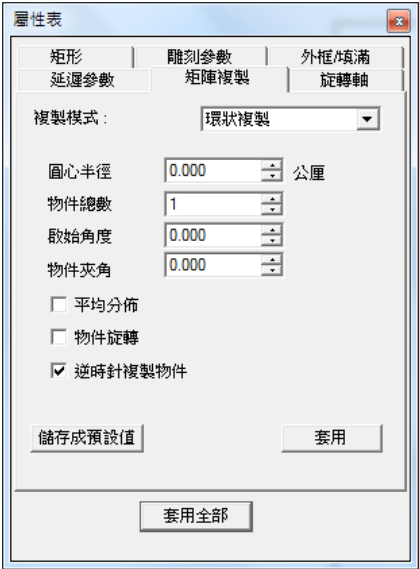 屬性表
矩形 雕刻參數 外框/填滿
延遲參數 矩陣複製 旋轉軸
複製模式 : 環狀複製
圓心半徑 0.000 公厘
物件總數 1
啟始角度 0.000
物件夾角 0.000
平均分佈
物件旋轉
逆時針複製物件
儲存成預設值 套用
套用全部